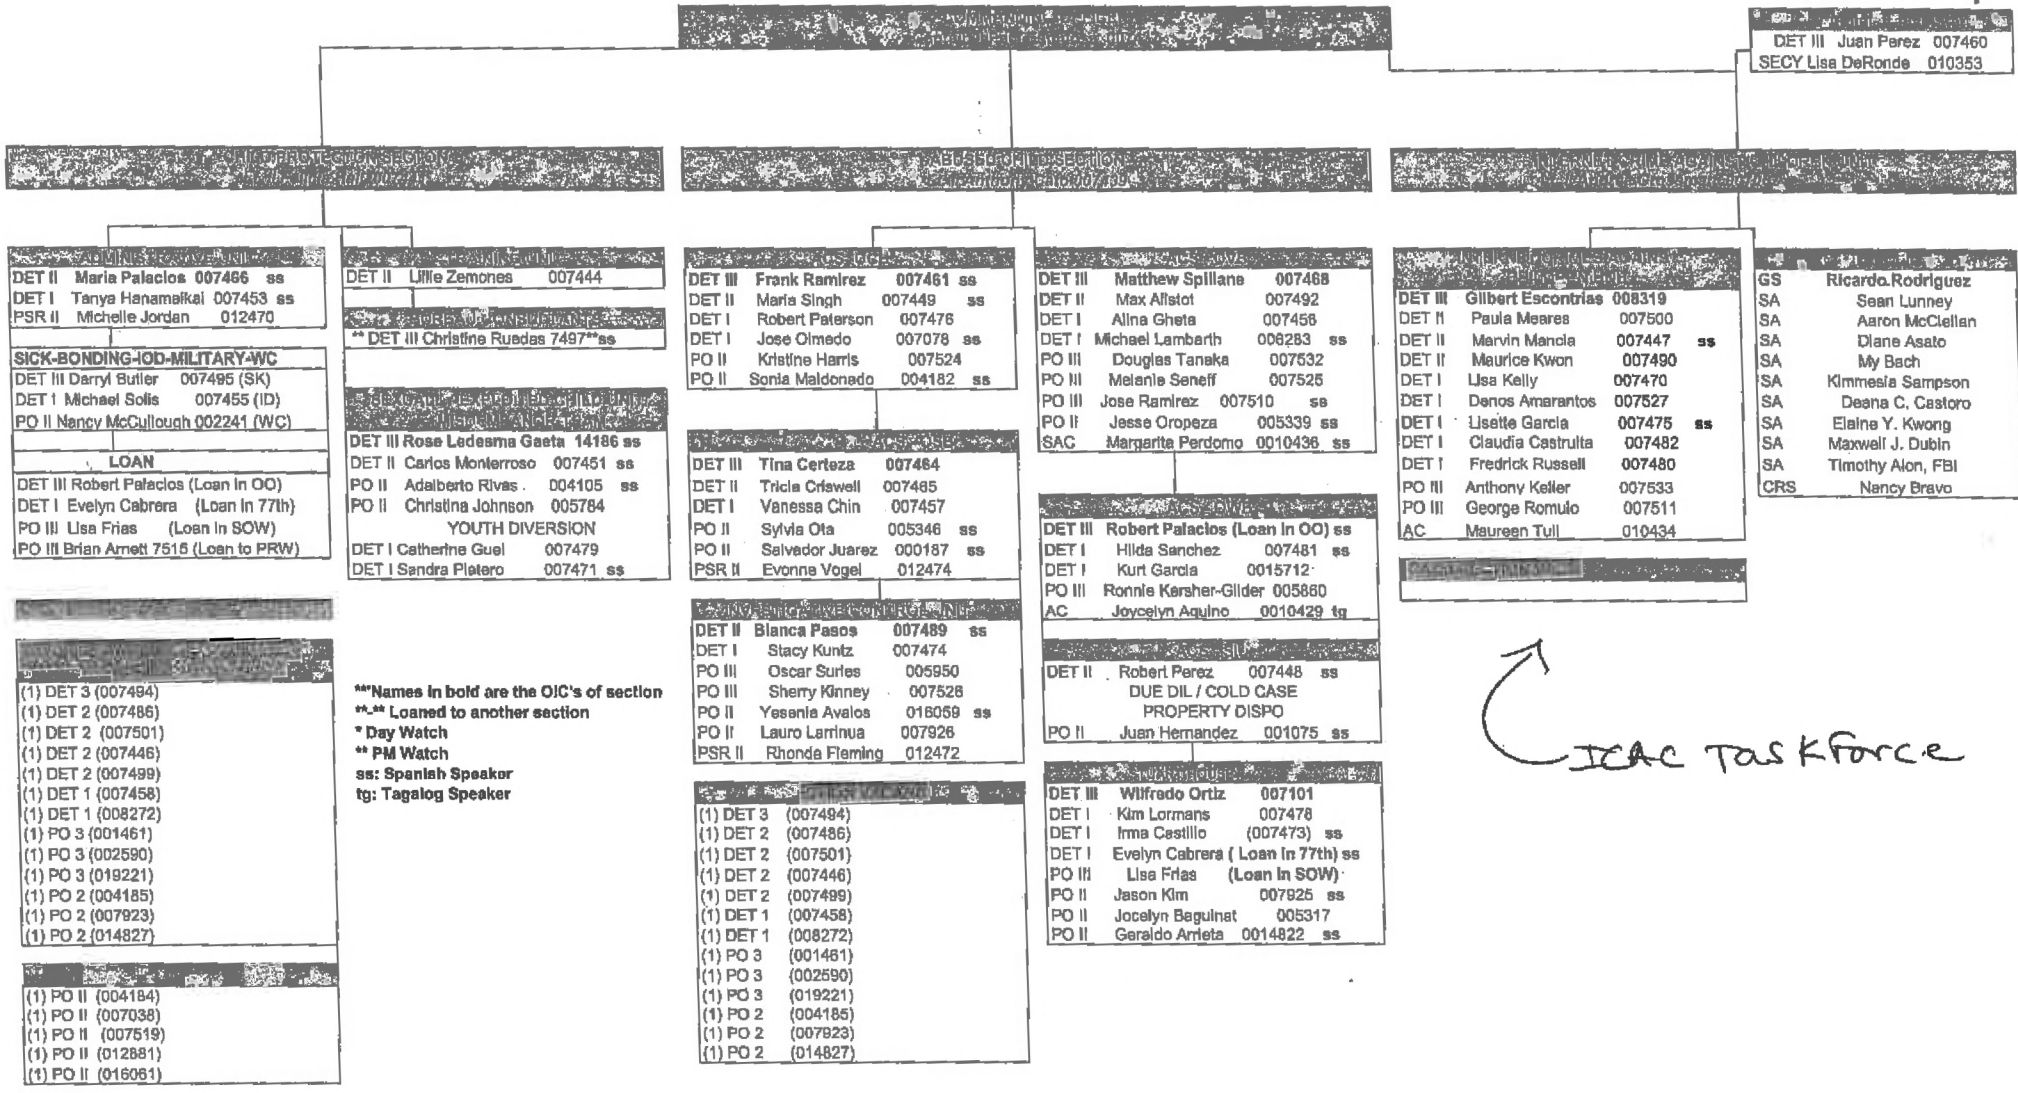 DET III Juan Perez 007460
SECY Lisa DeRonde 010353
CHILD PROTECTION SECTION
ABUSED CHILD SECTION
ADMINISTRATIVE UNIT
DET II Maria Palacios 007466 ss
DET I Tanya Hanamaikai 007453 ss
PSR II Michelle Jordan 012470
SICK-BONDING-IOD-MILITARY-WC
DET III Darryl Butler 007495 (SK)
DET I Michael Solis 007455 (ID)
PO II Nancy McCullough 002241 (WC)
LOAN
DET III Robert Palacios (Loan in OO)
DET I Evelyn Cabrera (Loan in 77th)
PO III Lisa Frias (Loan in SOW)
PO III Brian Arnett 7515 (Loan to PRW)
(1) DET 3 (007494)
(1) DET 2 (007486)
(1) DET 2 (007501)
(1) DET 2 (007446)
(1) DET 2 (007499)
(1) DET 1 (007458)
(1) DET 1 (008272)
(1) PO 3 (001461)
(1) PO 3 (002590)
(1) PO 3 (019221)
(1) PO 2 (004185)
(1) PO 2 (007923)
(1) PO 2 (014827)
(1) PO II (004184)
(1) PO II (007038)
(1) PO II (007519)
(1) PO II (012881)
(1) PO II (016061)
DET II Lillie Zemones 007444
** DET III Christine Ruedas 7497**ss
SEXUALLY EXPLOITED CHILD UNIT
DET III Rose Ledesma Gaeta 14186 ss
DET II Carlos Monterroso 007451 ss
PO II Adalberto Rivas 004105 ss
PO II Christina Johnson 005784
YOUTH DIVERSION
DET I Catherine Guel 007479
DET I Sandra Platero 007471 ss
***Names in bold are the OIC's of section
**-** Loaned to another section
* Day Watch
** PM Watch
ss: Spanish Speaker
tg: Tagalog Speaker
DET III Frank Ramirez 007461 ss
DET II Maria Singh 007449 ss
DET I Robert Paterson 007476
DET I Jose Olmedo 007078 ss
PO II Kristine Harris 007524
PO II Sonia Maldonado 004182 ss
DET III Tina Certeza 007464
DET II Tricia Criswell 007465
DET I Vanessa Chin 007457
PO II Sylvia Ota 005346 ss
PO II Salvador Juarez 000187 ss
PSR II Evonne Vogel 012474
INVESTIGATIVE CONTROL UNIT
DET II Blanca Pasos 007489 ss
DET I Stacy Kuntz 007474
PO III Oscar Surles 005950
PO III Sherry Kinney 007526
PO II Yesenia Avalos 016059 ss
PO II Lauro Larrinua 007926
PSR II Rhonda Fleming 012472
(1) DET 3 (007494)
(1) DET 2 (007486)
(1) DET 2 (007501)
(1) DET 2 (007446)
(1) DET 2 (007499)
(1) DET 1 (007458)
(1) DET 1 (008272)
(1) PO 3 (001461)
(1) PO 3 (002590)
(1) PO 3 (019221)
(1) PO 2 (004185)
(1) PO 2 (007923)
(1) PO 2 (014827)
DET III Matthew Spillane 007468
DET II Max Allstot 007492
DET I Alina Gheta 007456
DET I Michael Lambarth 006283 ss
PO III Douglas Tanaka 007532
PO III Melanie Seneff 007525
PO III Jose Ramirez 007510 ss
PO II Jesse Oropeza 005339 ss
SAC Margarita Perdomo 0010436 ss
DET III Robert Palacios (Loan in OO) ss
DET I Hilda Sanchez 007481 ss
DET I Kurt Garcia 0015712
PO III Ronnie Kersher-Gilder 005860
AC Joycelyn Aquino 0010429 tg
DET II Robert Perez 007448 ss
DUE DIL / COLD CASE
PROPERTY DISPO
PO II Juan Hernandez 001075 ss
DET III Wilfredo Ortiz 007101
DET I Kim Lormans 007478
DET I Irma Castillo (007473) ss
DET I Evelyn Cabrera ( Loan in 77th) ss
PO III Lisa Frias (Loan in SOW)
PO II Jason Kim 007925 ss
PO II Jocelyn Baguinat 005317
PO II Geraldo Arrieta 0014822 ss
DET III Gilbert Escontrias 008319
DET II Paula Meares 007500
DET II Marvin Mancia 007447 ss
DET II Maurice Kwon 007490
DET I Lisa Kelly 007470
DET I Denos Amarantos 007527
DET I Lisette Garcia 007475 ss
DET I Claudia Castruita 007482
DET I Fredrick Russell 007480
PO III Anthony Keller 007533
PO III George Romulo 007511
AC Maureen Tull 010434
GS Ricardo Rodriguez
SA Sean Lunney
SA Aaron McClellan
SA Diane Asato
SA My Bach
SA Kimmesia Sampson
SA Deana C. Castoro
SA Elaine Y. Kwong
SA Maxwell J. Dubin
SA Timothy Alon, FBI
CRS Nancy Bravo
ICAC Taskforce